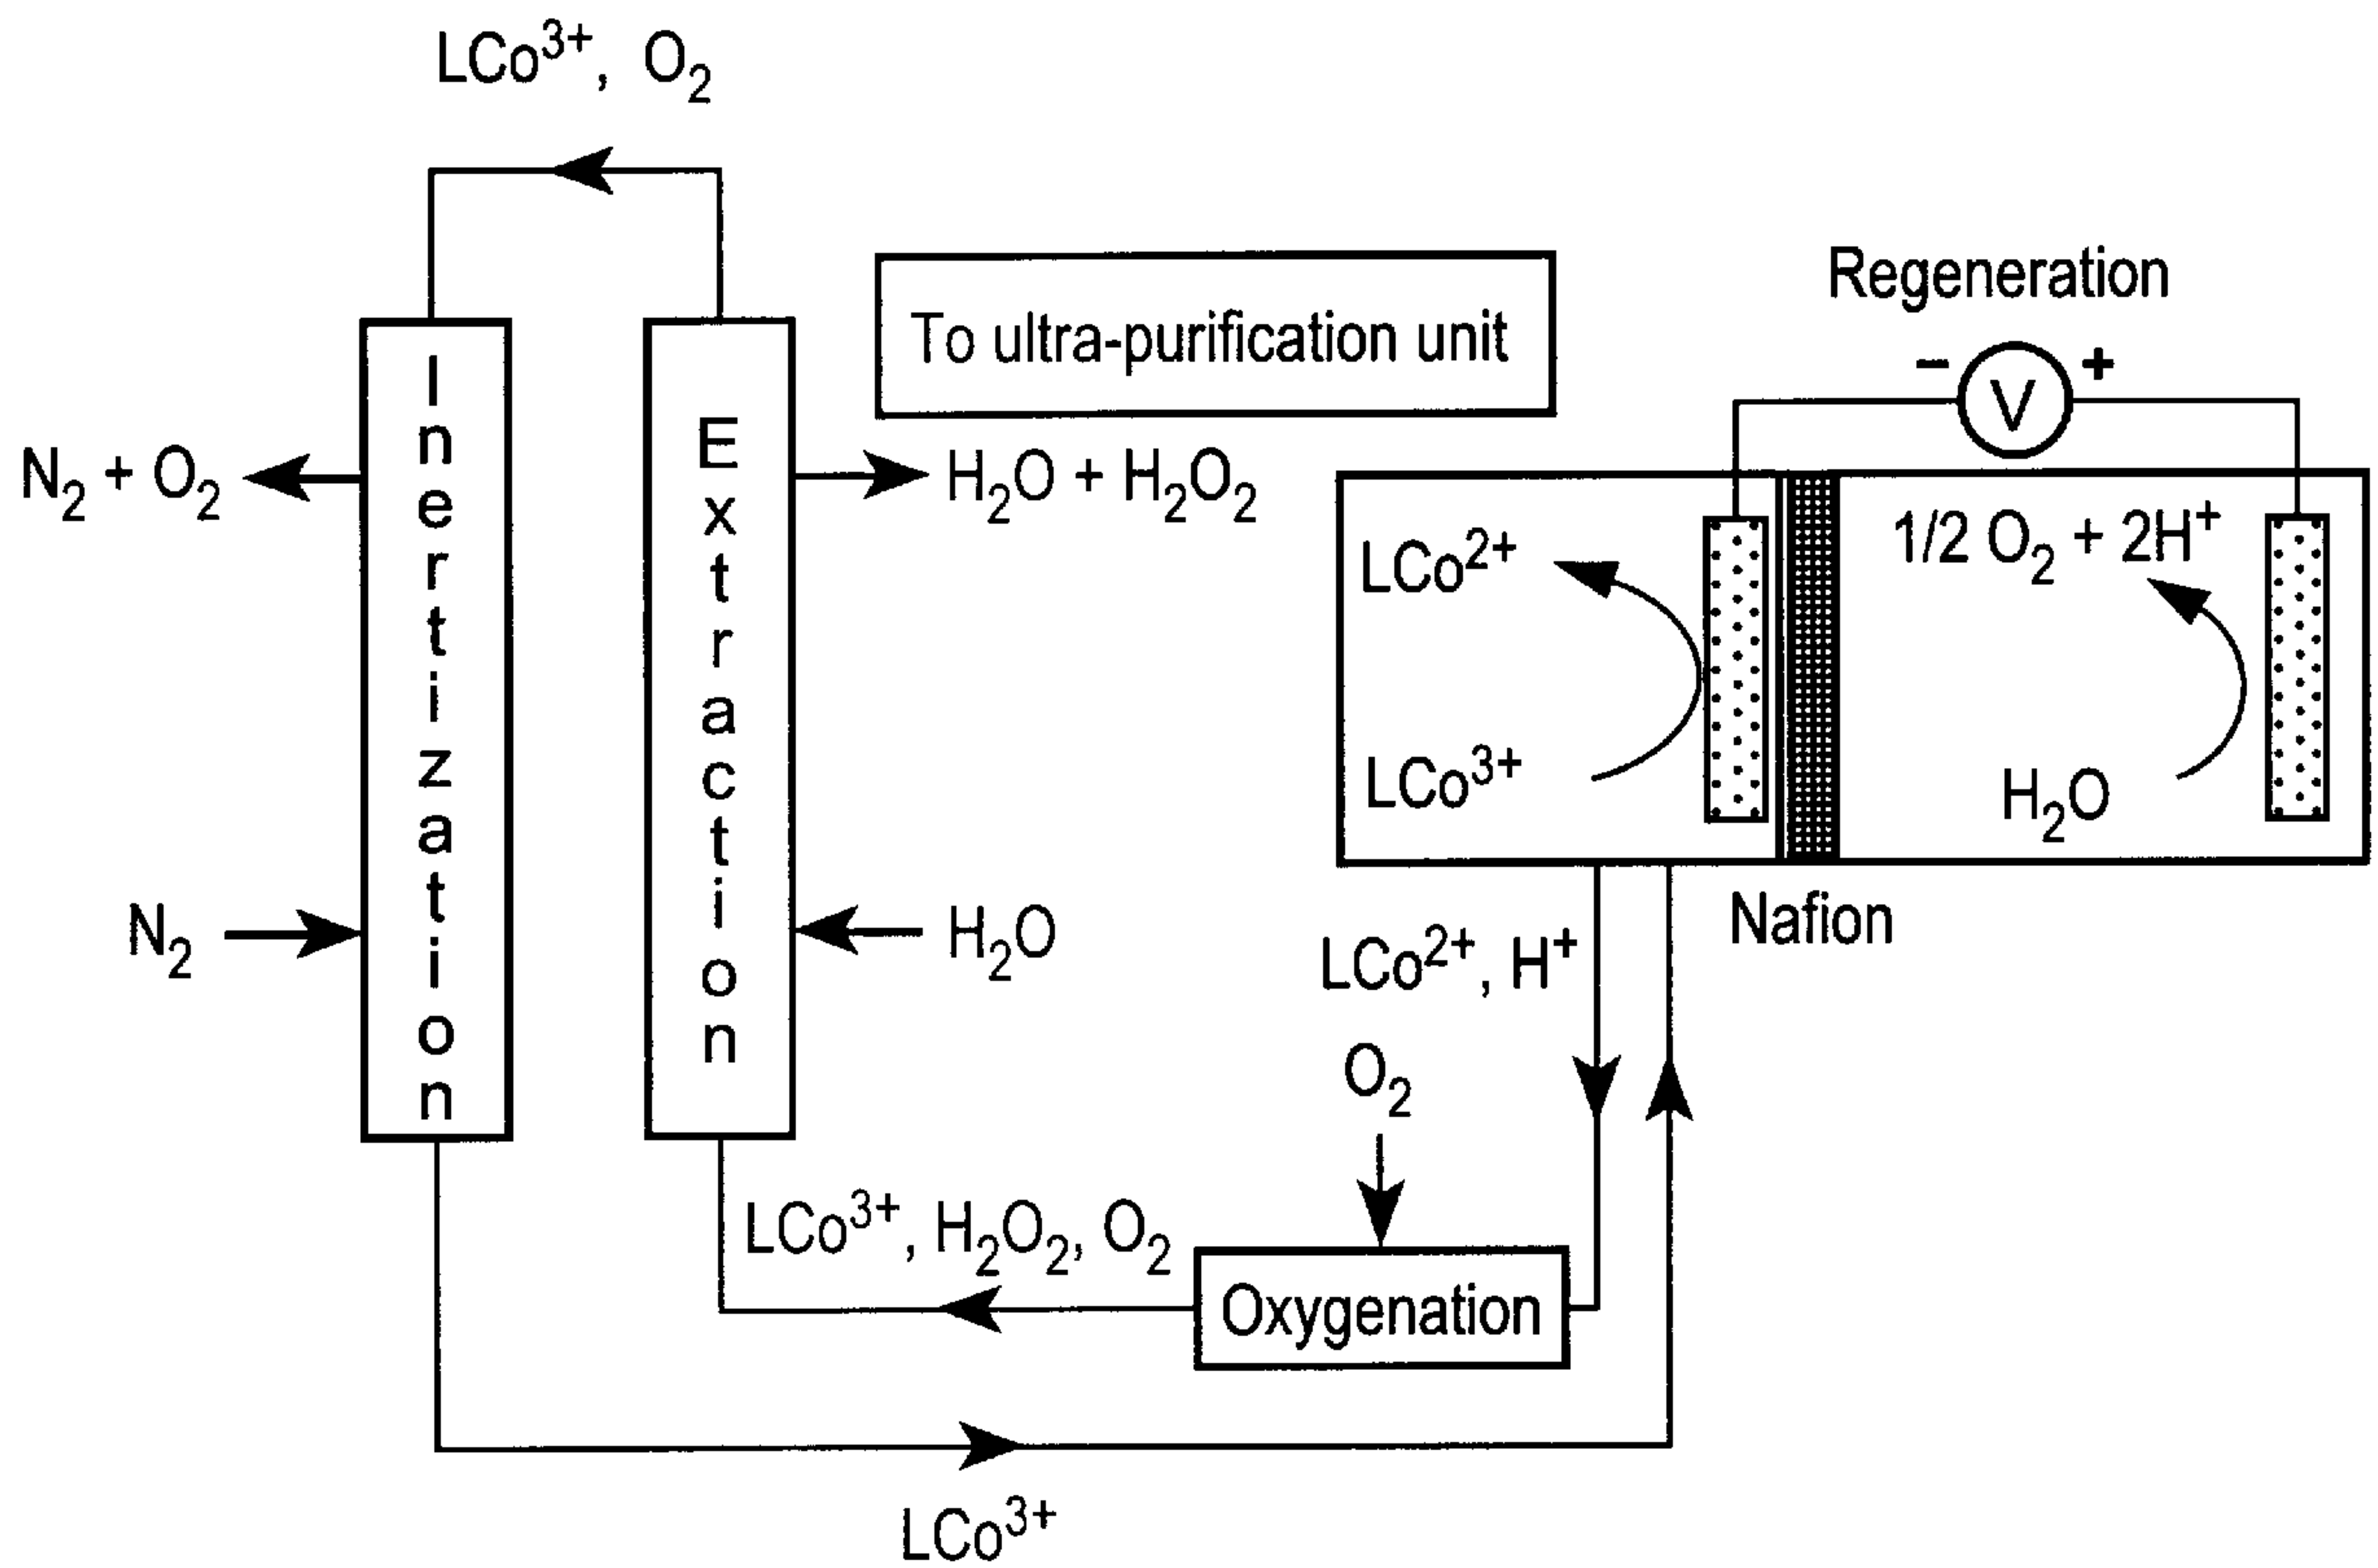 LCo³⁺, O₂
Regeneration
To ultra-purification unit
− V +
Inertization
Extraction
N₂ + O₂
H₂O + H₂O₂
LCo²⁺
1/2 O₂ + 2H⁺
LCo³⁺
H₂O
N₂
H₂O
Nafion
LCo²⁺, H⁺
O₂
LCo³⁺, H₂O₂, O₂
Oxygenation
LCo³⁺